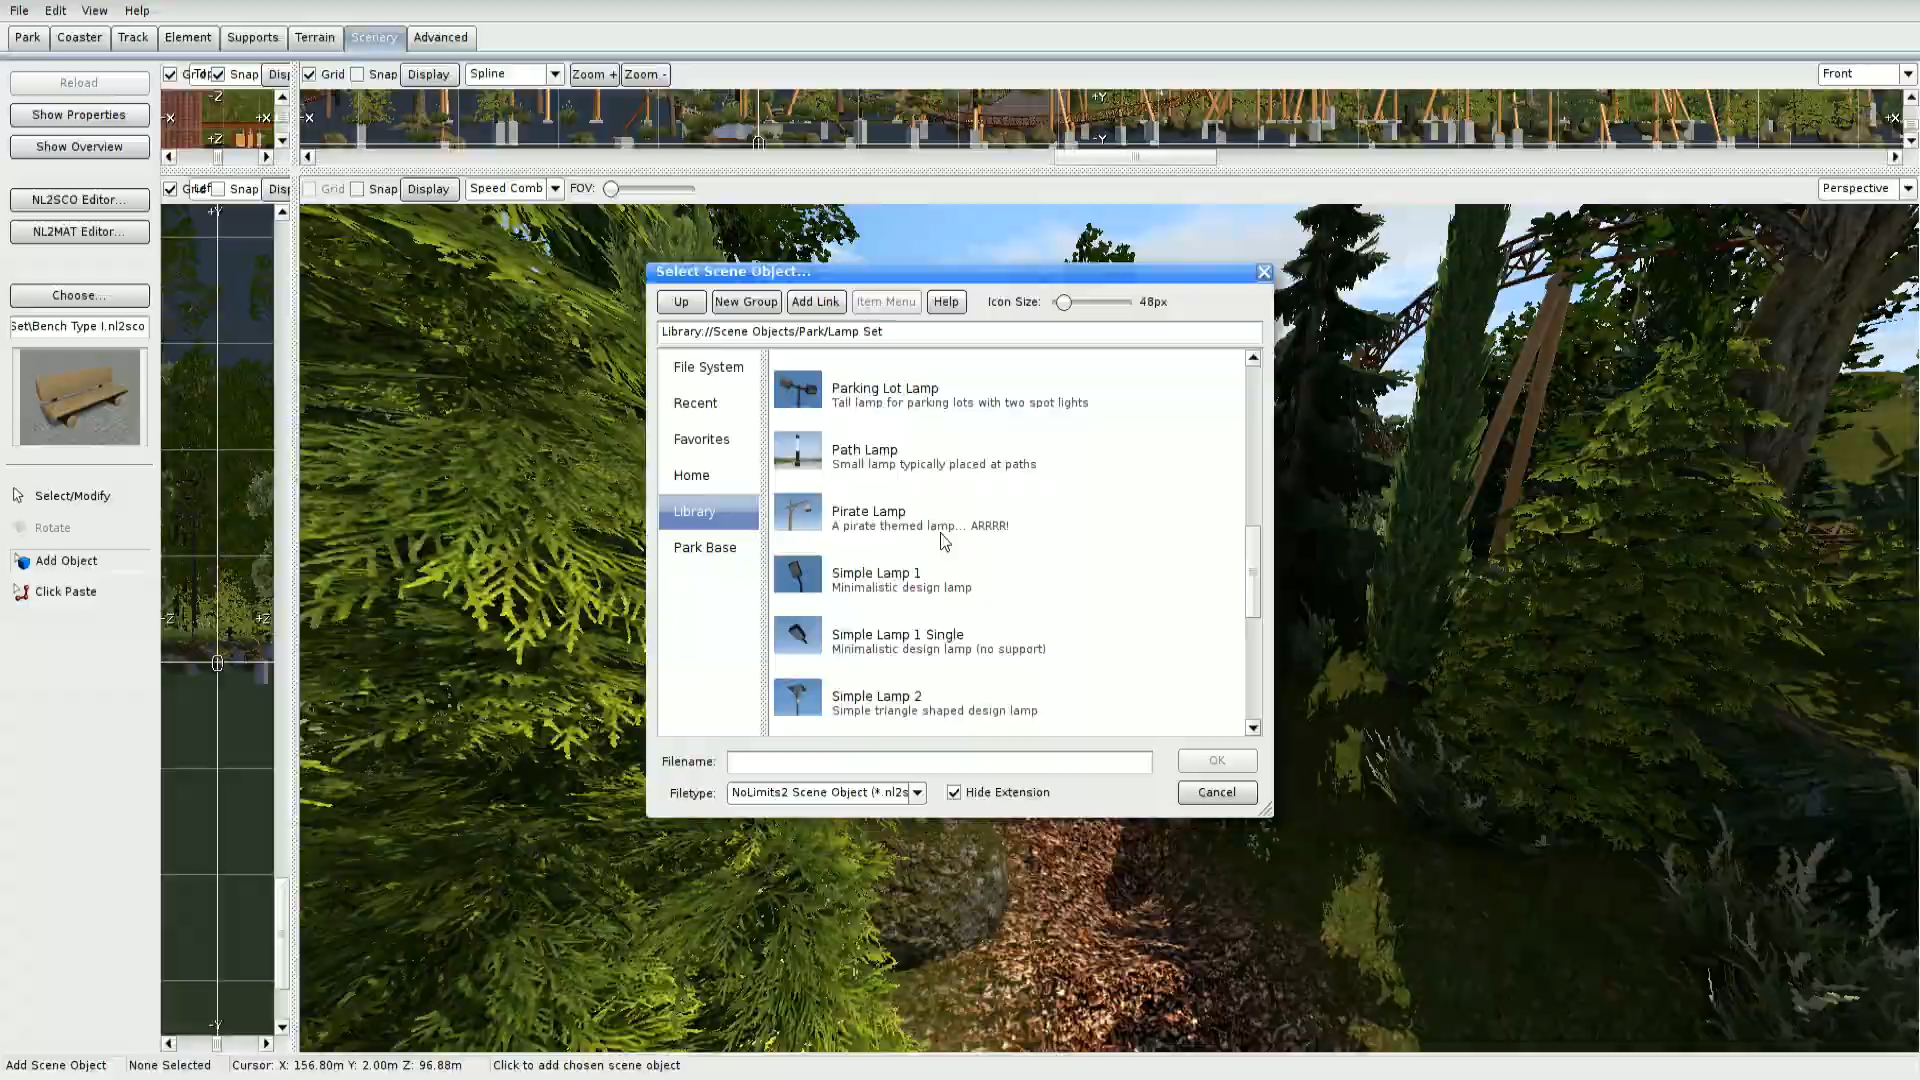 File Edit View Help
Park Coaster Track Element Supports Terrain Scenery Advanced
Reload
Show Properties
Show Overview
NL2SCO Editor...
NL2MAT Editor...
Choose...
Set\Bench Type I.nl2sco
Select/Modify
Rotate
Add Object
Click Paste
Snap
Grid Snap Display Spline Zoom + Zoom - Front
-Z
-X +X
+Z
-X +Y +X
-Y
Snap
Grid Snap Display Speed Comb FOV: Perspective
+Y
-Z +Z
-Y
Select Scene Object...
Up New Group Add Link Item Menu Help Icon Size: 48px
Library://Scene Objects/Park/Lamp Set
File System
Recent
Favorites
Home
Library
Park Base
Parking Lot Lamp
Tall lamp for parking lots with two spot lights
Path Lamp
Small lamp typically placed at paths
Pirate Lamp
A pirate themed lamp... ARRRR!
Simple Lamp 1
Minimalistic design lamp
Simple Lamp 1 Single
Minimalistic design lamp (no support)
Simple Lamp 2
Simple triangle shaped design lamp
Filename: OK
Filetype: NoLimits2 Scene Object (*.nl2s Hide Extension Cancel
Add Scene Object None Selected Cursor: X: 156.80m Y: 2.00m Z: 96.88m Click to add chosen scene object